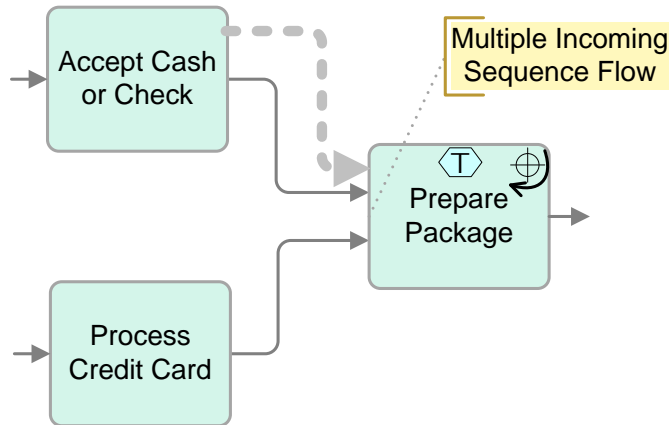 Accept Cash
or Check
Multiple Incoming
Sequence Flow
T
Prepare
Package
Process
Credit Card